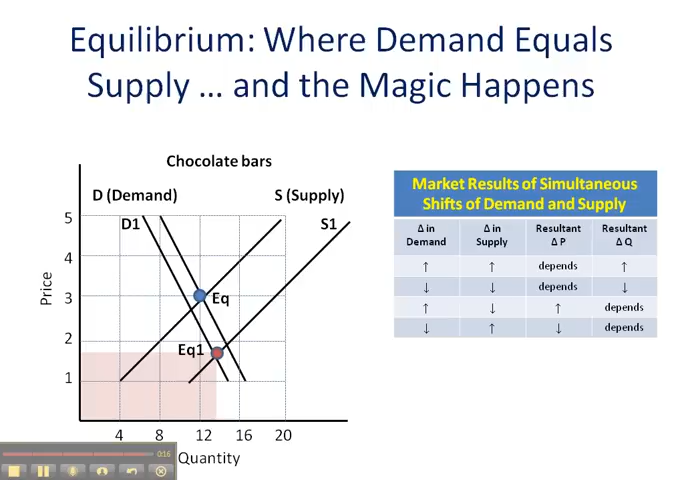 Equilibrium: Where Demand Equals
Supply … and the Magic Happens
Chocolate bars
D (Demand)
S (Supply)
D1
S1
5
4
3
2
1
Price
Eq
Eq1
4 8 12 16 20
Quantity
0:16
Market Results of Simultaneous
Shifts of Demand and Supply
Δ in Demand Δ in Supply Resultant Δ P Resultant Δ Q
↑ ↑ depends ↑
↓ ↓ depends ↓
↑ ↓ ↑ depends
↓ ↑ ↓ depends